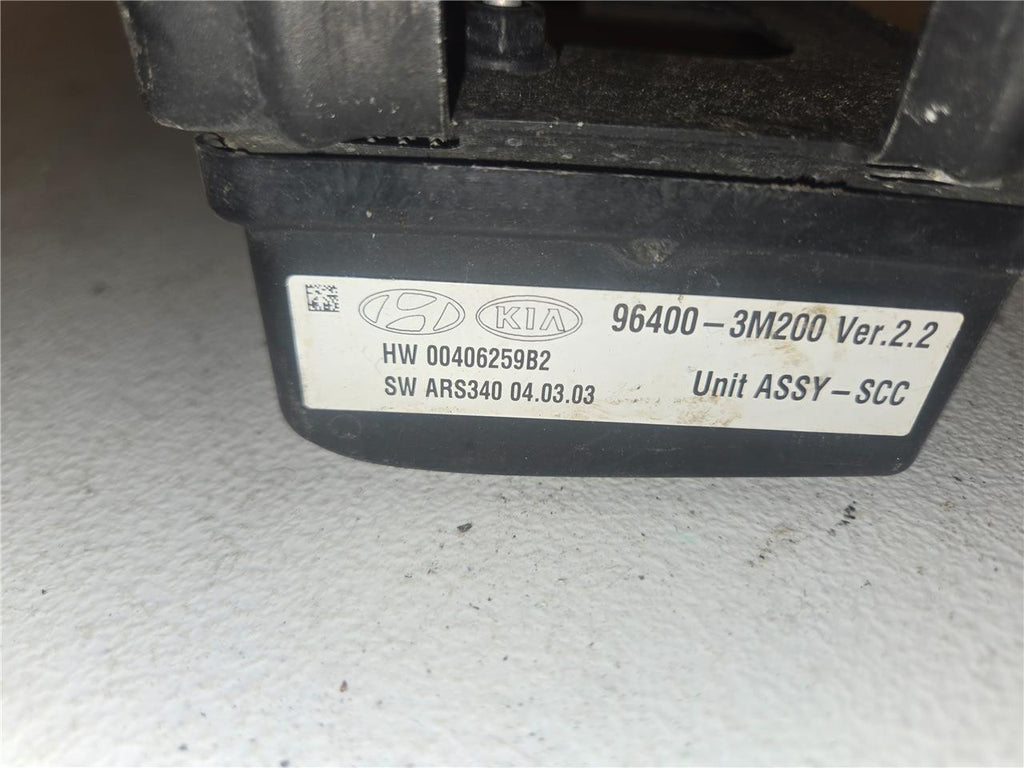 KIA 96400-3M200 Ver.2.2
HW 00406259B2
SW ARS340 04.03.03
Unit ASSY-SCC